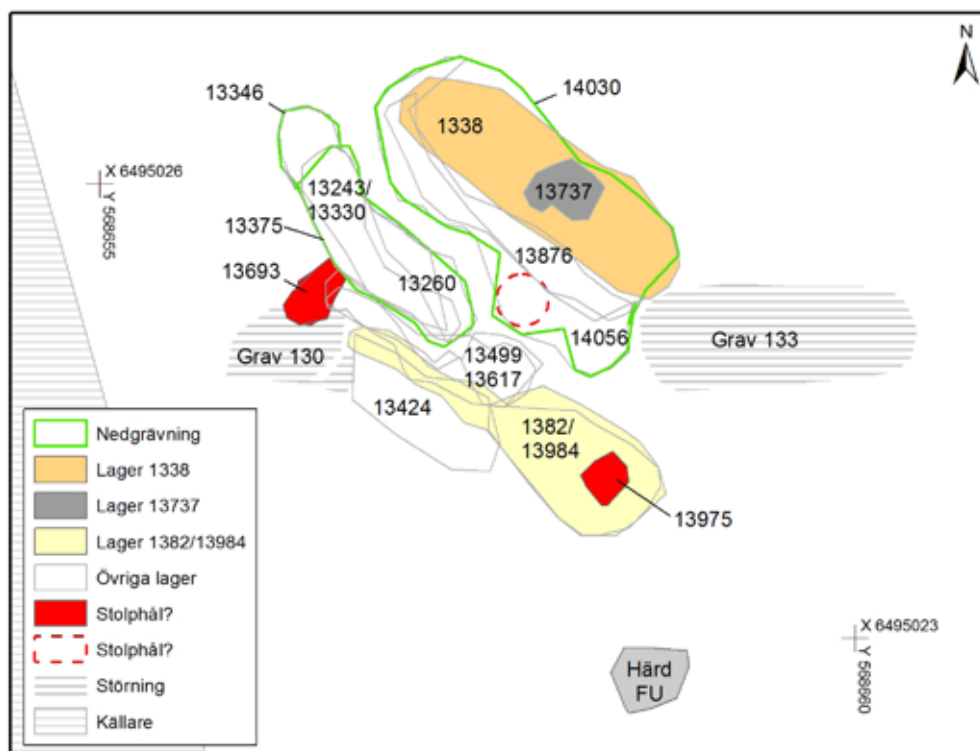 N
13346
14030
1338
X 6495026
Y 568655
13243/
13330
13737
13375
13876
13693
13260
14056
Grav 130
13499
13617
Grav 133
13424
1382/
13984
13975
Nedgrävning
Lager 1338
Lager 13737
Lager 1382/13984
Övriga lager
Stolphål?
Stolphål?
Störning
Källare
X 6495023
Y 568660
Härd
FU